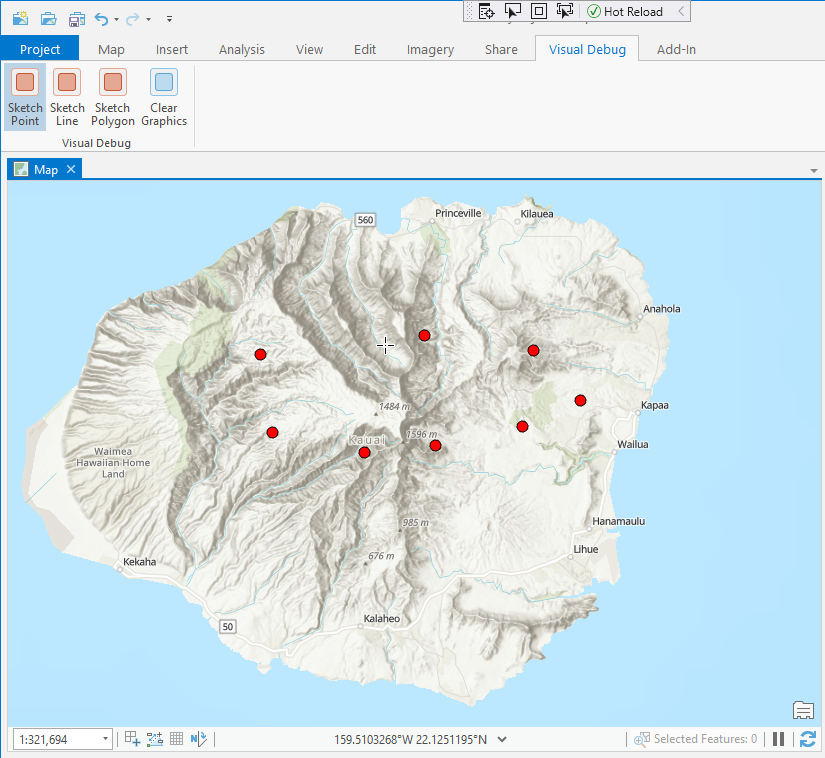 Hot Reload
Project Map Insert Analysis View Edit Imagery Share Visual Debug Add-In
Sketch Point
Sketch Line
Sketch Polygon
Clear Graphics
Visual Debug
Map
560
Princeville
Kilauea
Anahola
1484 m
Kapaa
1596 m
Kauai
Wailua
Waimea
Hawaiian Home
Land
985 m
Hanamaulu
Lihue
676 m
Kekaha
Kalaheo
50
1:321,694
159.5103268°W 22.1251195°N
Selected Features: 0